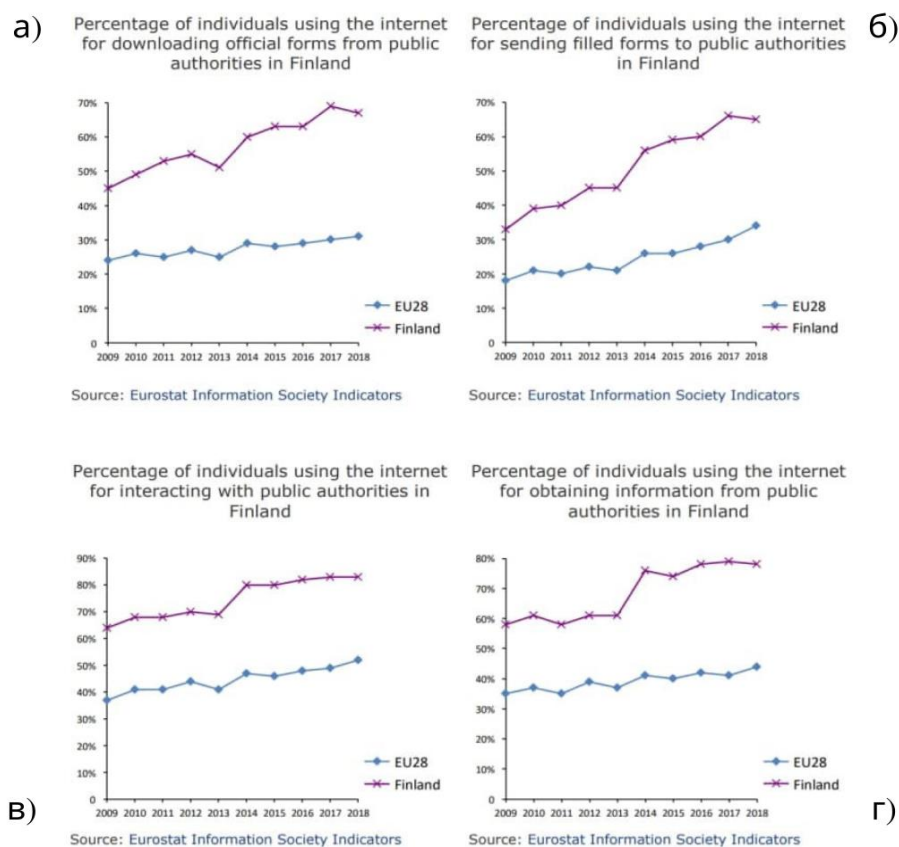 а)
Percentage of individuals using the internet
for downloading official forms from public
authorities in Finland
70%
60%
50%
40%
30%
20%
10%
0
2009 2010 2011 2012 2013 2014 2015 2016 2017 2018
EU28
Finland
Source: Eurostat Information Society Indicators
б)
Percentage of individuals using the internet
for sending filled forms to public authorities
in Finland
70%
60%
50%
40%
30%
20%
10%
0
2009 2010 2011 2012 2013 2014 2015 2016 2017 2018
EU28
Finland
Source: Eurostat Information Society Indicators
в)
Percentage of individuals using the internet
for interacting with public authorities in
Finland
90%
80%
70%
60%
50%
40%
30%
20%
10%
0
2009 2010 2011 2012 2013 2014 2015 2016 2017 2018
EU28
Finland
Source: Eurostat Information Society Indicators
г)
Percentage of individuals using the internet
for obtaining information from public
authorities in Finland
80%
70%
60%
50%
40%
30%
20%
10%
0
2009 2010 2011 2012 2013 2014 2015 2016 2017 2018
EU28
Finland
Source: Eurostat Information Society Indicators